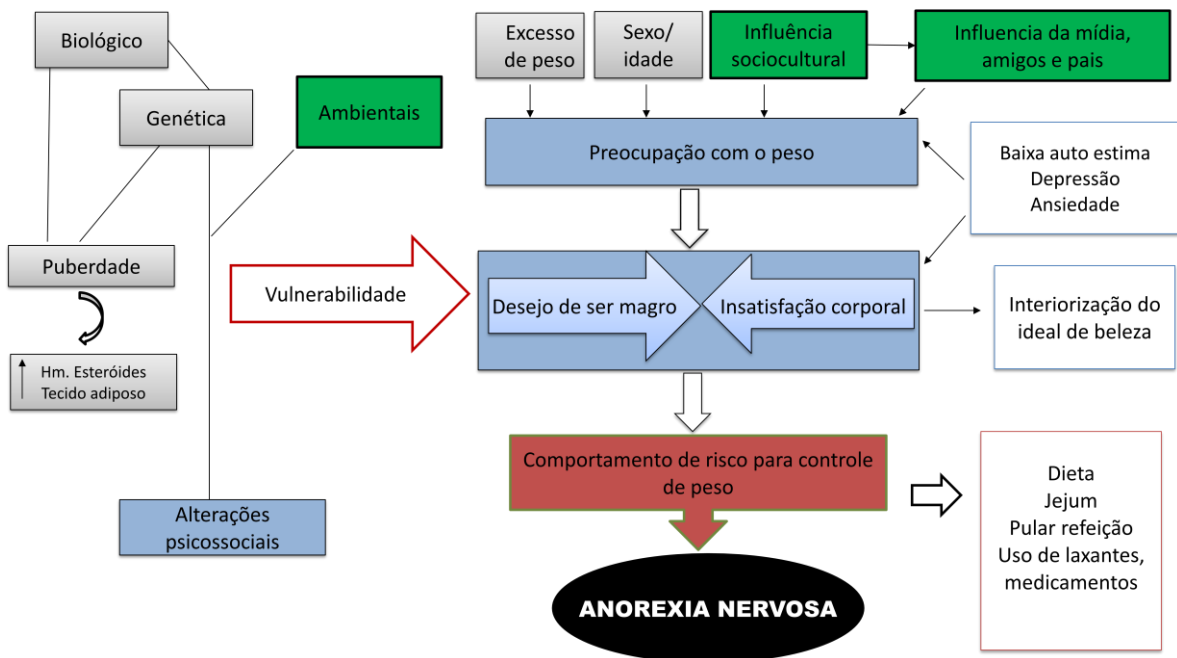 Biológico
Genética
Ambientais
Puberdade
Hm. Esteróides
Tecido adiposo
Alterações
psicossociais
Vulnerabilidade
Excesso
de peso
Sexo/
idade
Influência
sociocultural
Influencia da mídia,
amigos e pais
Preocupação com o peso
Baixa auto estima
Depressão
Ansiedade
Desejo de ser magro
Insatisfação corporal
Interiorização do
ideal de beleza
Comportamento de risco para controle
de peso
Dieta
Jejum
Pular refeição
Uso de laxantes,
medicamentos
ANOREXIA NERVOSA